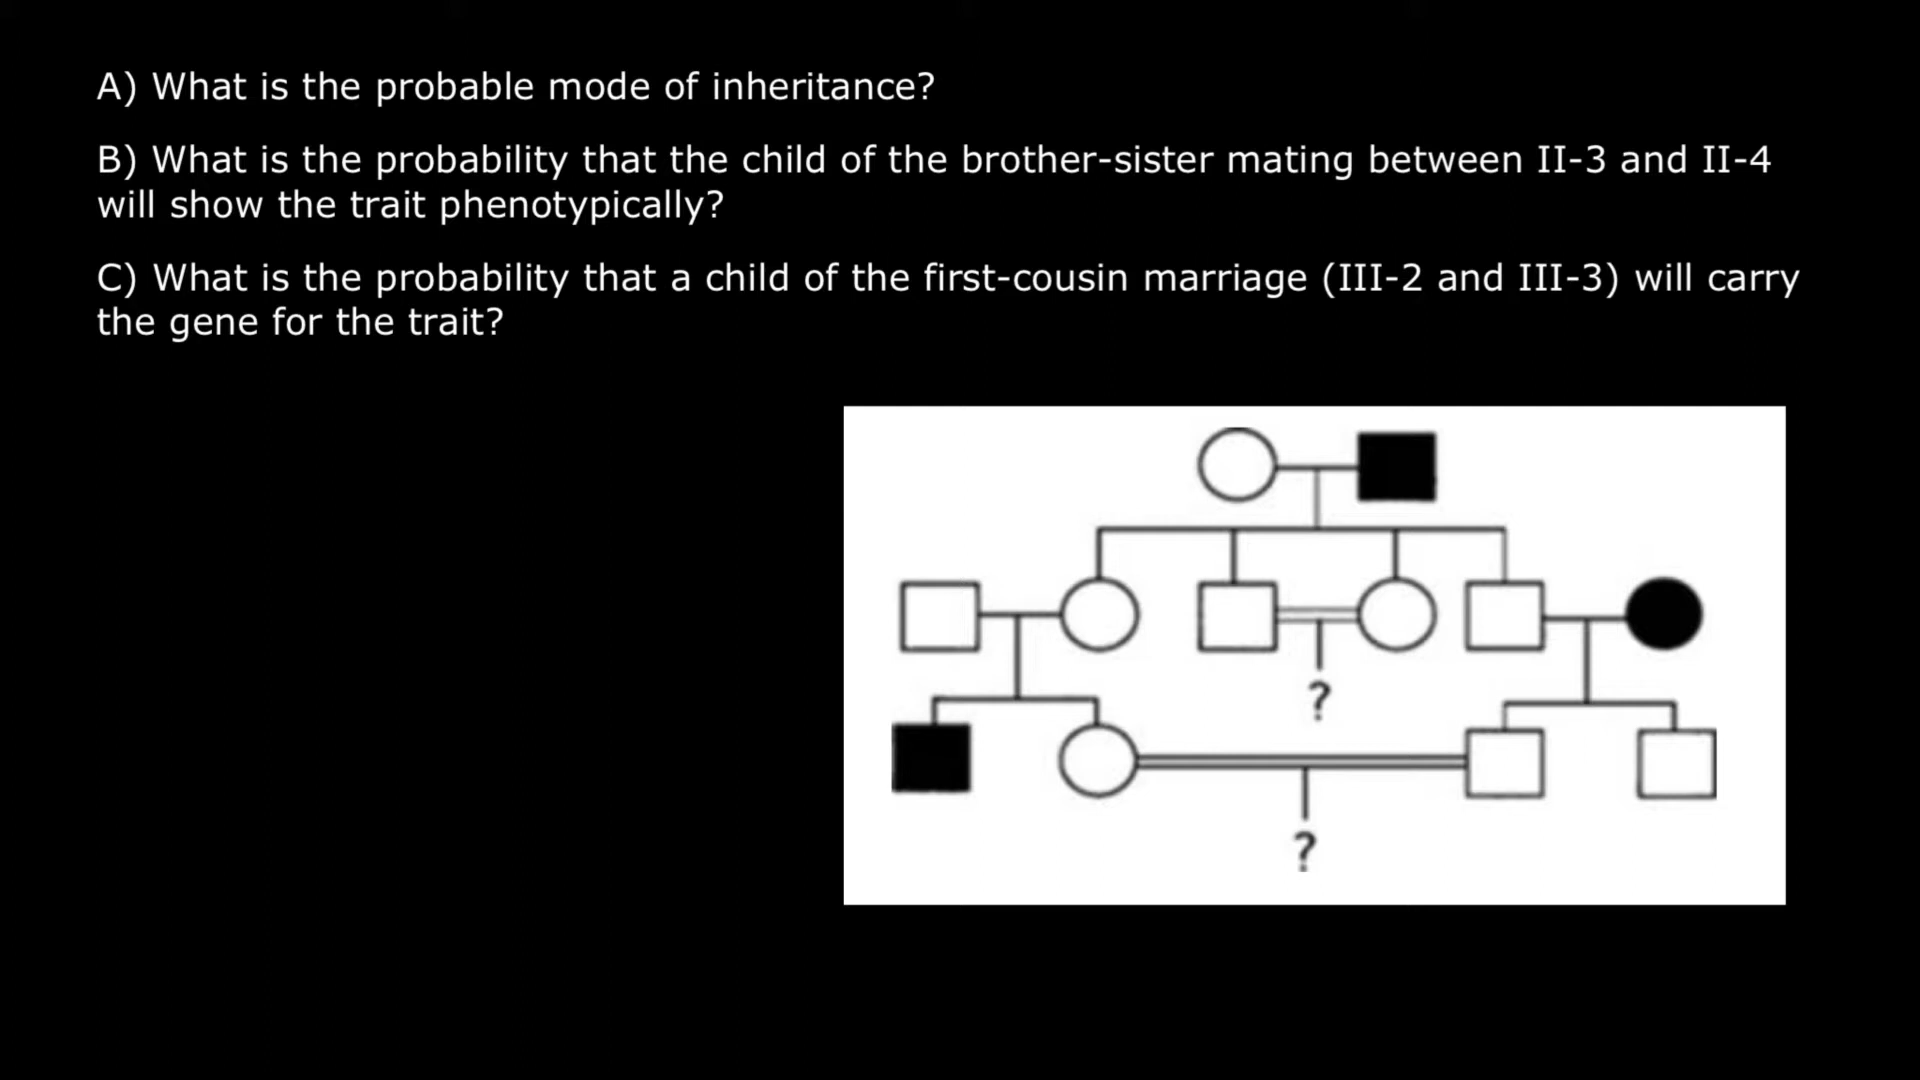 A) What is the probable mode of inheritance?
B) What is the probability that the child of the brother-sister mating between II-3 and II-4
will show the trait phenotypically?
C) What is the probability that a child of the first-cousin marriage (III-2 and III-3) will carry
the gene for the trait?
?
?